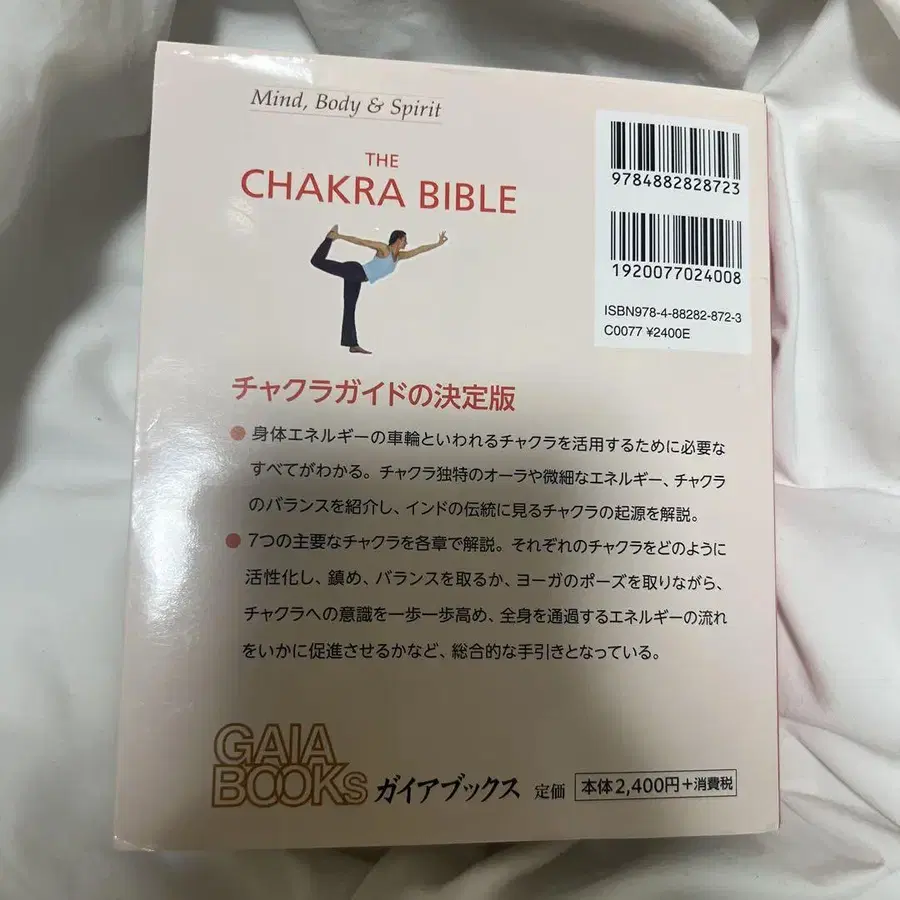 Mind, Body & Spirit
THE
CHAKRA BIBLE
9784882828723
1920077024008
ISBN978-4-88282-872-3
C0077 ¥2400E
チャクラガイドの決定版
● 身体エネルギーの車輪といわれるチャクラを活用するために必要な
すべてがわかる。チャクラ独特のオーラや微細なエネルギー、チャクラ
のバランスを紹介し、インドの伝統に見るチャクラの起源を解説。
● 7つの主要なチャクラを各章で解説。それぞれのチャクラをどのように
活性化し、鎮め、バランスを取るか、ヨーガのポーズを取りながら、
チャクラへの意識を一歩一歩高め、全身を通過するエネルギーの流れ
をいかに促進させるかなど、総合的な手引きとなっている。
GAIA
BOOKS
ガイアブックス 定価 本体2,400円+消費税